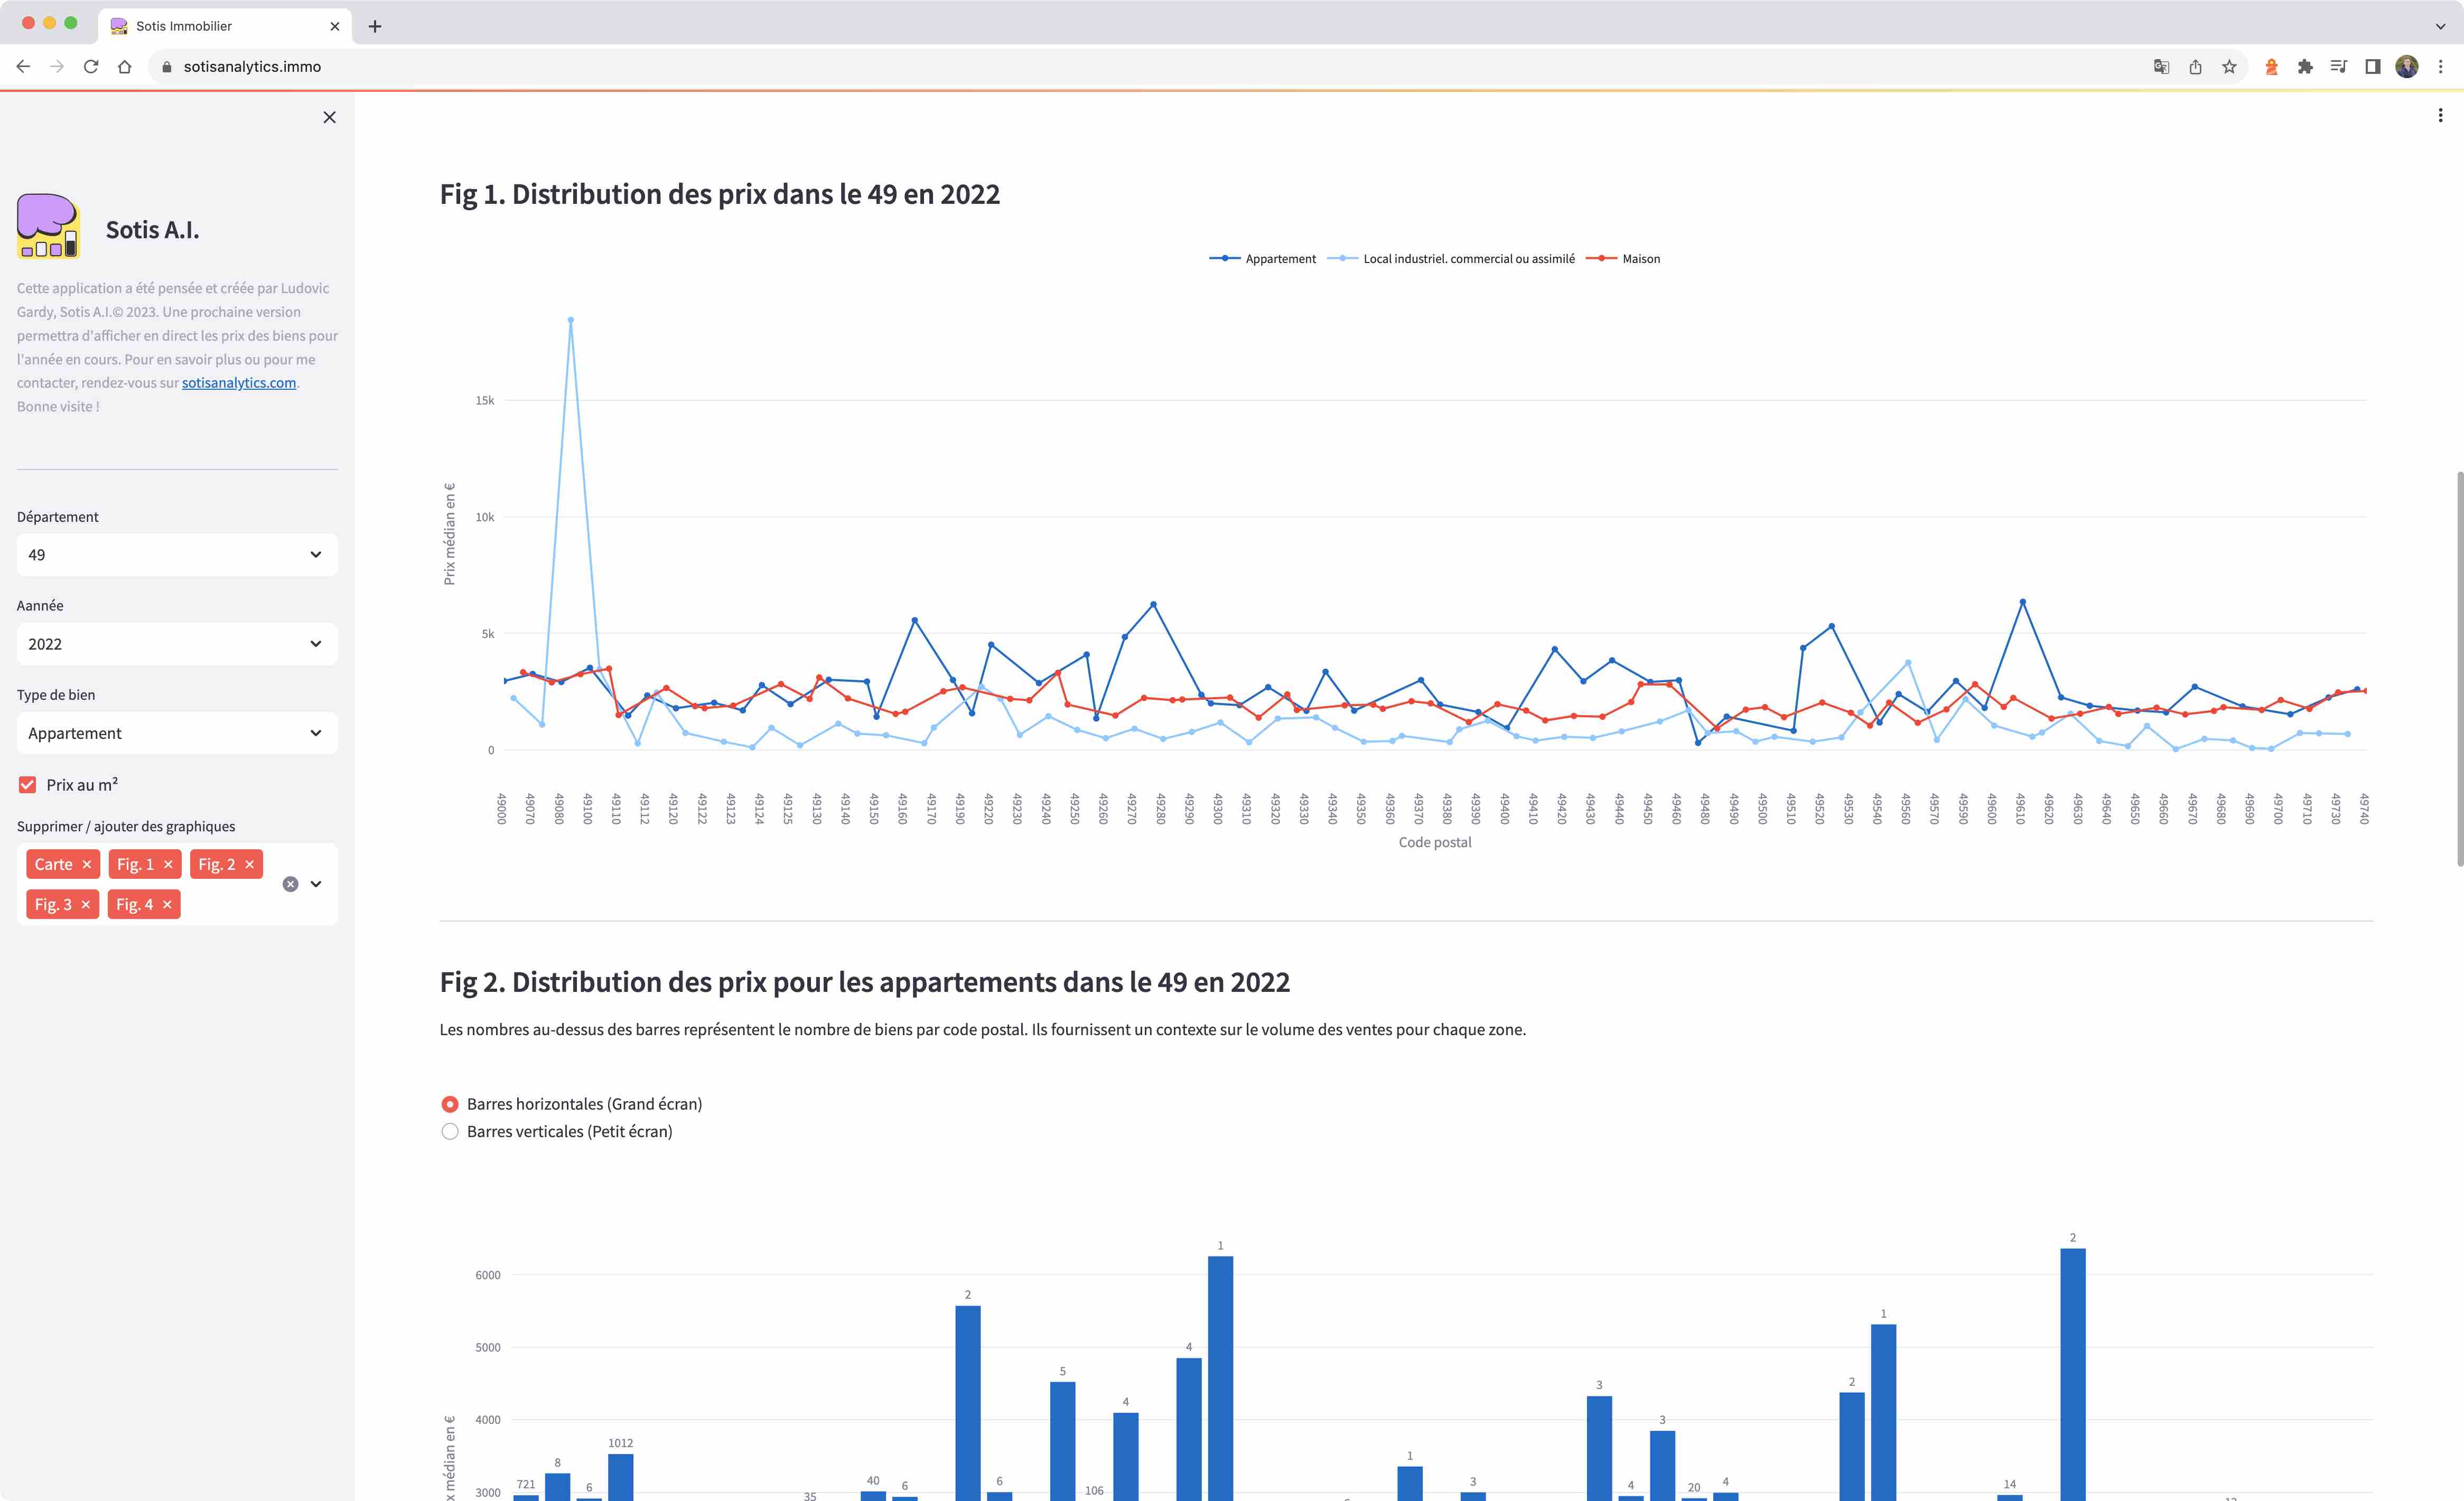 Sotis Immobilier
sotisanalytics.immo
Sotis A.I.
Cette application a été pensée et créée par Ludovic
Gardy, Sotis A.I.© 2023. Une prochaine version
permettra d'afficher en direct les prix des biens pour
l'année en cours. Pour en savoir plus ou pour me
contacter, rendez-vous sur sotisanalytics.com.
Bonne visite !
Département
49
Aannée
2022
Type de bien
Appartement
Prix au m²
Supprimer / ajouter des graphiques
Carte
Fig. 1
Fig. 2
Fig. 3
Fig. 4
Fig 1. Distribution des prix dans le 49 en 2022
Appartement
Local industriel. commercial ou assimilé
Maison
15k
10k
5k
0
Prix médian en €
49000
49070
49080
49100
49110
49112
49120
49122
49123
49124
49125
49130
49140
49150
49160
49170
49190
49220
49230
49240
49250
49260
49270
49280
49290
49300
49310
49320
49330
49340
49350
49360
49370
49380
49390
49400
49410
49420
49430
49440
49450
49460
49480
49490
49500
49510
49520
49530
49540
49560
49570
49590
49600
49610
49620
49630
49640
49650
49660
49670
49680
49690
49700
49710
49730
49740
Code postal
Fig 2. Distribution des prix pour les appartements dans le 49 en 2022
Les nombres au-dessus des barres représentent le nombre de biens par code postal. Ils fournissent un contexte sur le volume des ventes pour chaque zone.
Barres horizontales (Grand écran)
Barres verticales (Petit écran)
6000
5000
4000
3000
médian en €
721
8
6
1012
35
40
6
2
6
5
106
4
4
1
1
3
3
4
3
20
4
2
1
14
2